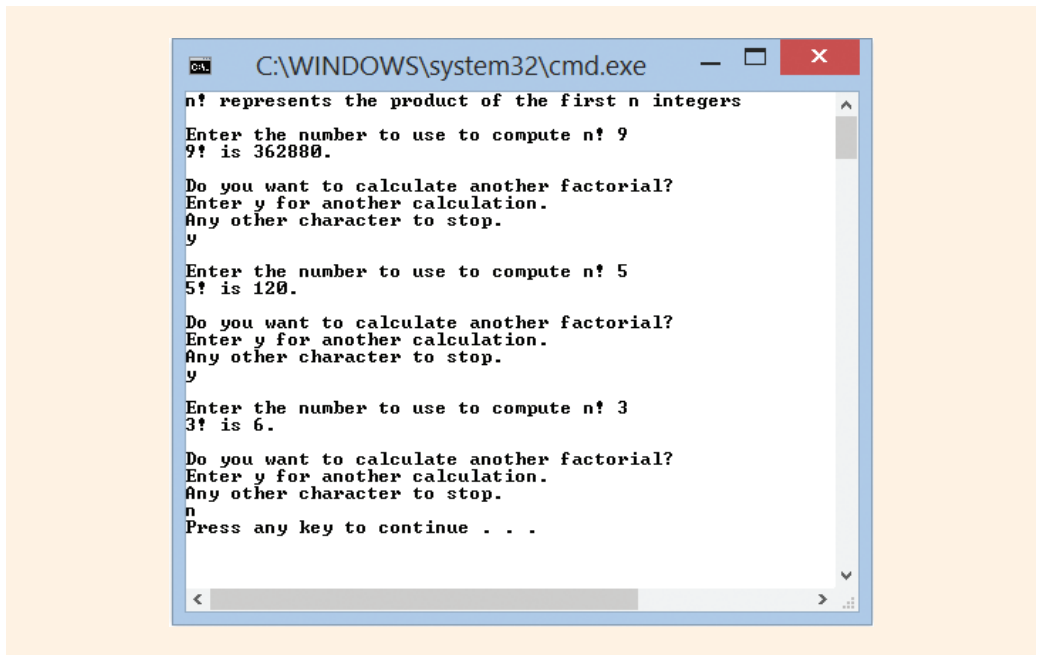 C:\WINDOWS\system32\cmd.exe
n! represents the product of the first n integers
Enter the number to use to compute n! 9
9! is 362880.
Do you want to calculate another factorial?
Enter y for another calculation.
Any other character to stop.
y
Enter the number to use to compute n! 5
5! is 120.
Do you want to calculate another factorial?
Enter y for another calculation.
Any other character to stop.
y
Enter the number to use to compute n! 3
3! is 6.
Do you want to calculate another factorial?
Enter y for another calculation.
Any other character to stop.
n
Press any key to continue . . .